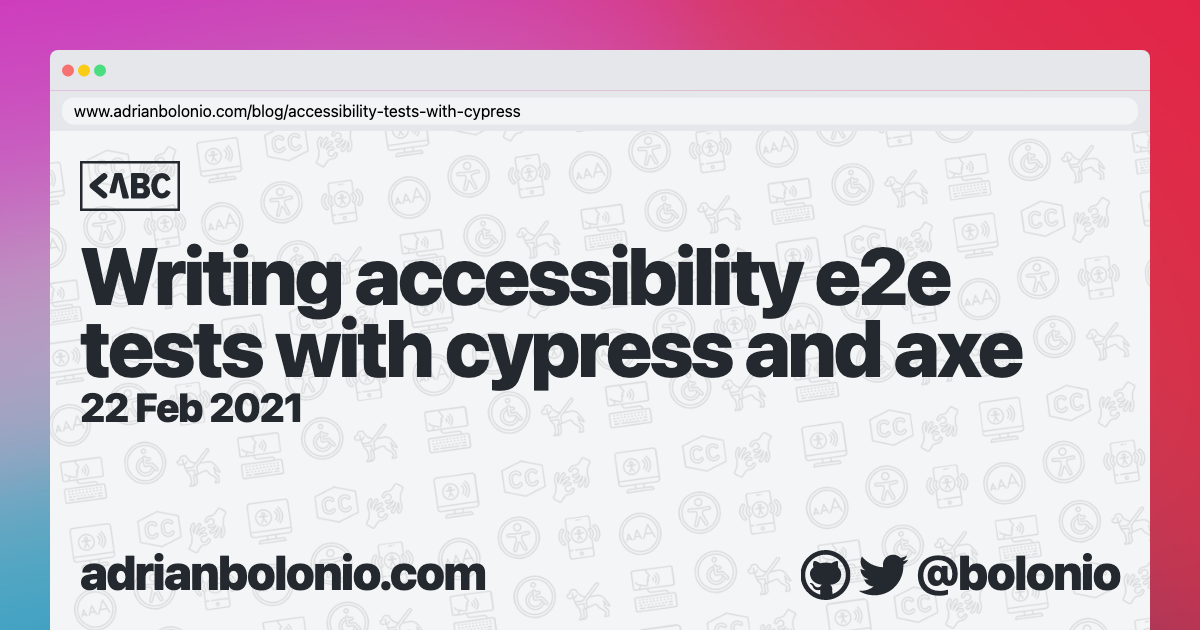 www.adrianbolonio.com/blog/accessibility-tests-with-cypress
<ABC
Writing accessibility e2e
tests with cypress and axe
22 Feb 2021
adrianbolonio.com
@bolonio